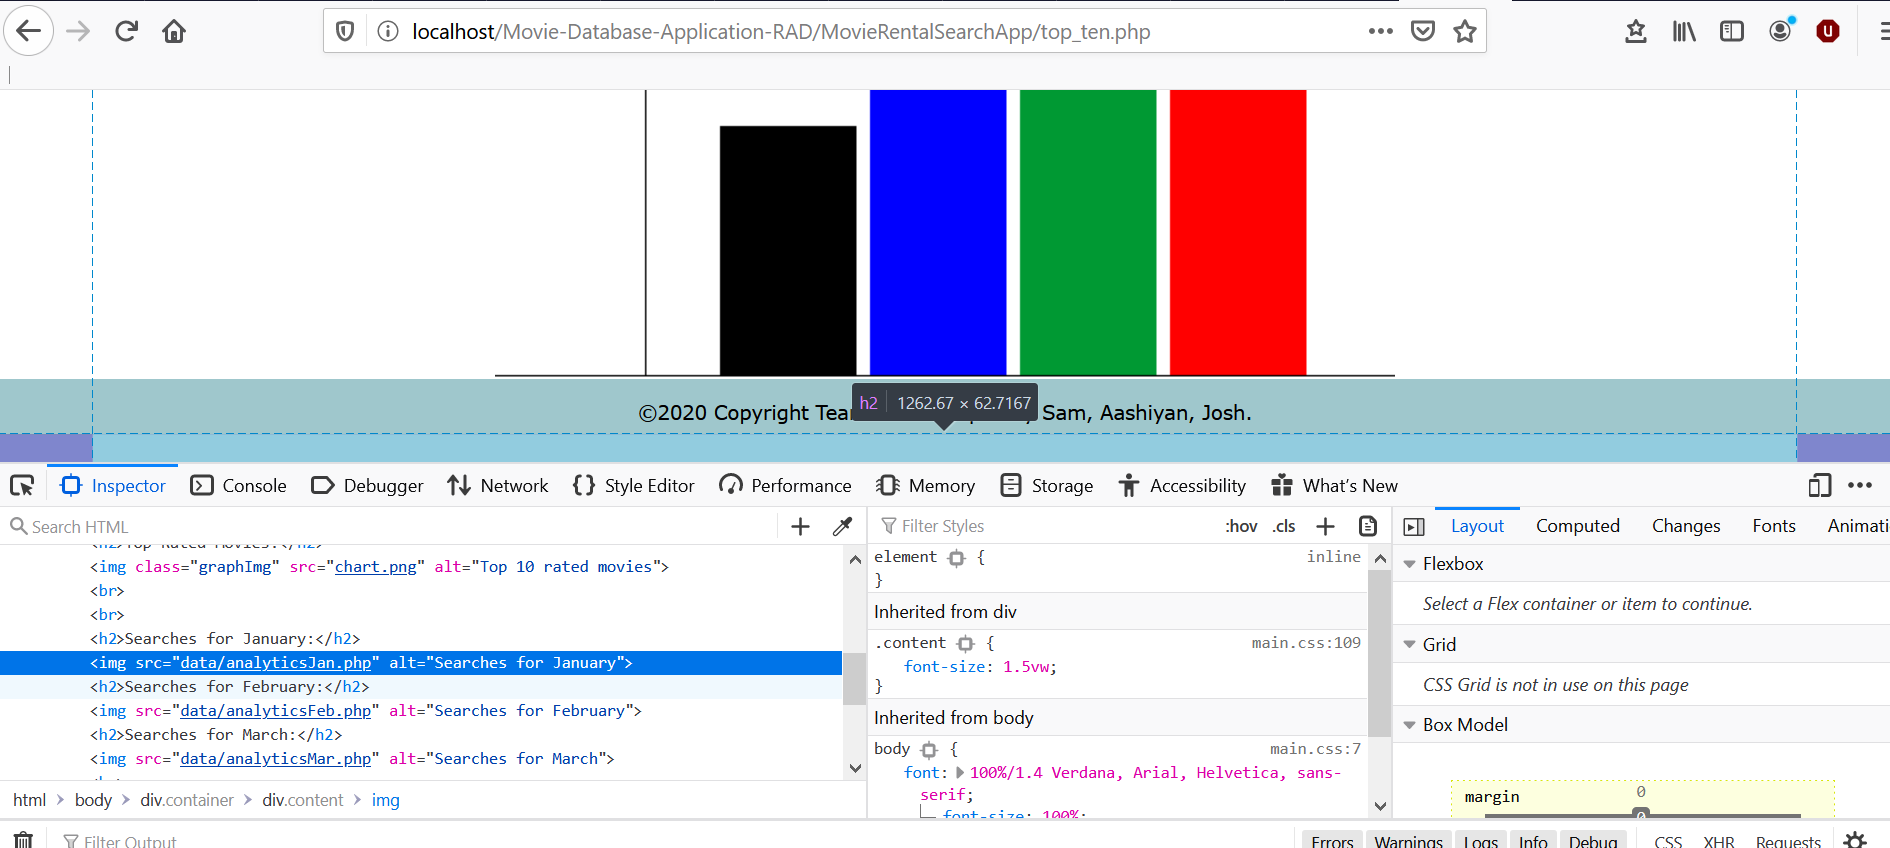 localhost/Movie-Database-Application-RAD/MovieRentalSearchApp/top_ten.php
h2 1262.67 × 62.7167
©2020 Copyright Sam, Aashiyan, Josh.
Inspector Console Debugger Network Style Editor Performance Memory Storage Accessibility What's New
Search HTML
Filter Styles :hov .cls
Layout Computed Changes Fonts
<h2>Top Rated Movies:</h2>
<img class="graphImg" src="chart.png" alt="Top 10 rated movies">
<br>
<br>
<h2>Searches for January:</h2>
<img src="data/analyticsJan.php" alt="Searches for January">
<h2>Searches for February:</h2>
<img src="data/analyticsFeb.php" alt="Searches for February">
<h2>Searches for March:</h2>
<img src="data/analyticsMar.php" alt="Searches for March">
html body div.container div.content img
element { inline
}
Inherited from div
.content { main.css:109
font-size: 1.5vw;
}
Inherited from body
body { main.css:7
font: 100%/1.4 Verdana, Arial, Helvetica, sans-
serif;
font-size: 100%;
Flexbox
Select a Flex container or item to continue.
Grid
CSS Grid is not in use on this page
Box Model
margin 0
0
Filter Output
Errors Warnings Logs Info Debug CSS XHR Requests